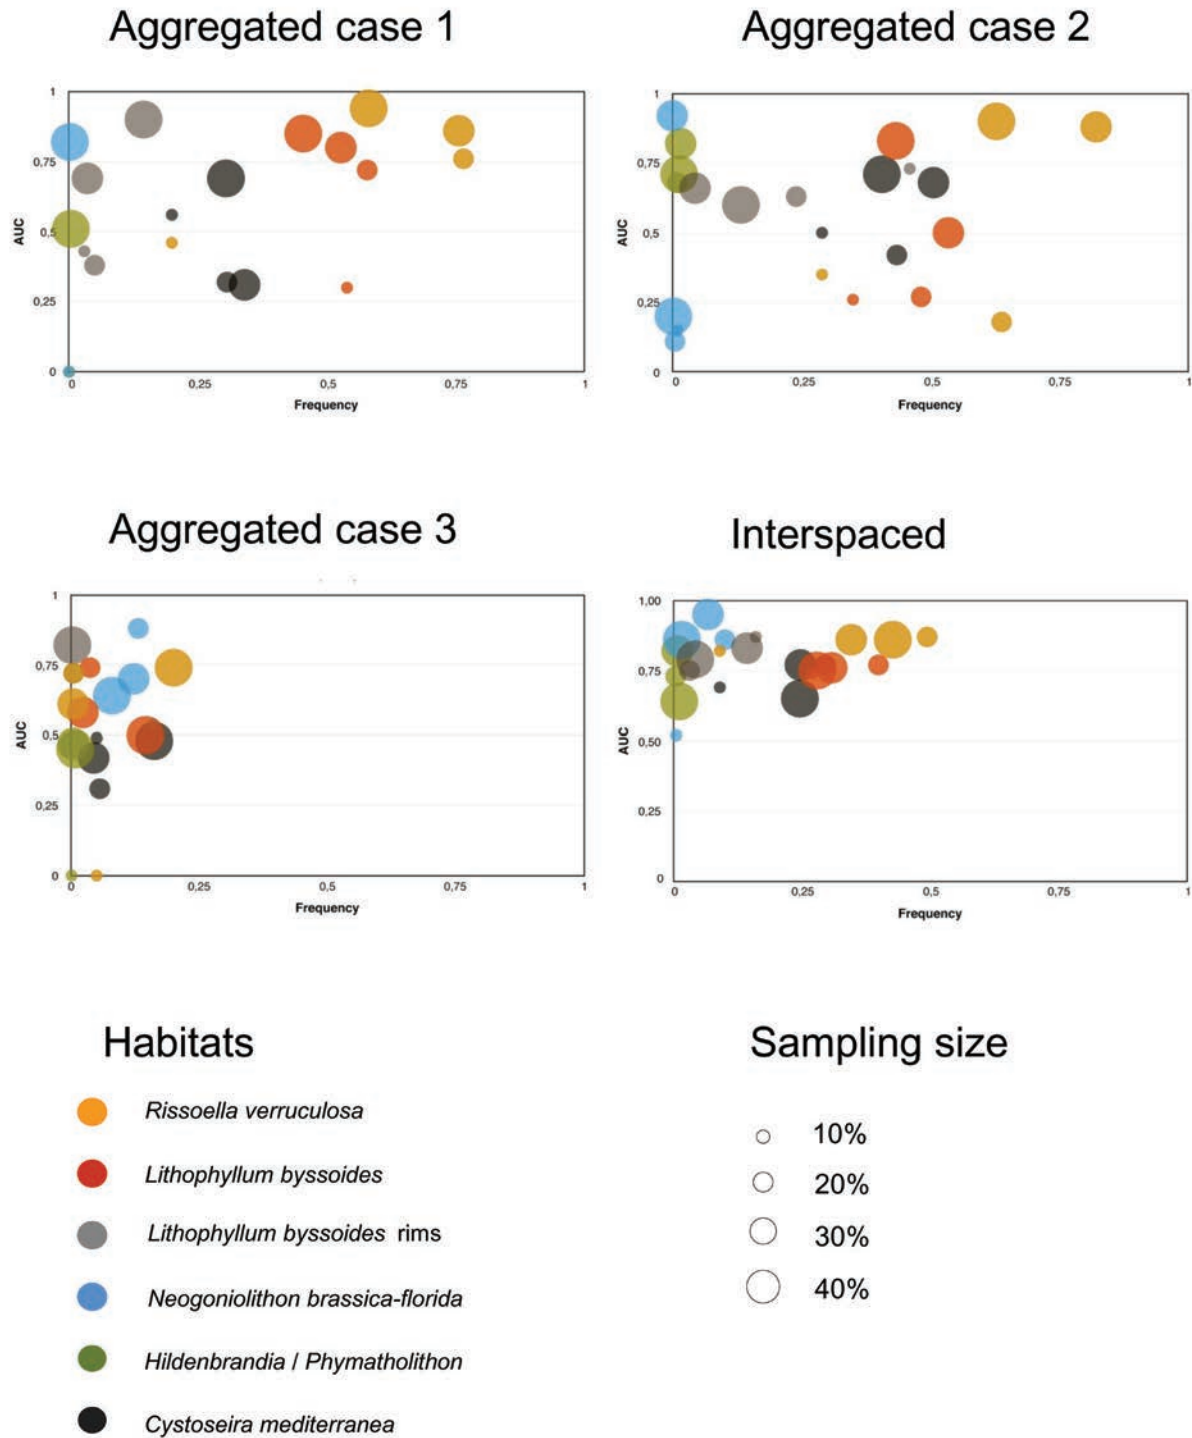 Aggregated case 1
Aggregated case 2
1
0,75
0,5
0,25
0
AUC
0
0,25
0,5
0,75
1
Frequency
1
0,75
0,5
0,25
0
AUC
0
0,25
0,5
0,75
1
Frequency
Aggregated case 3
Interspaced
1
0,75
0,5
0,25
0
AUC
0
0,25
0,5
0,75
1
Frequency
1,00
0,75
0,50
0,25
0
AUC
0
0,25
0,5
0,75
1
Frequency
Habitats
Rissoella verruculosa
Lithophyllum byssoides
Lithophyllum byssoides rims
Neogoniolithon brassica-florida
Hildenbrandia / Phymatholithon
Cystoseira mediterranea
Sampling size
10%
20%
30%
40%